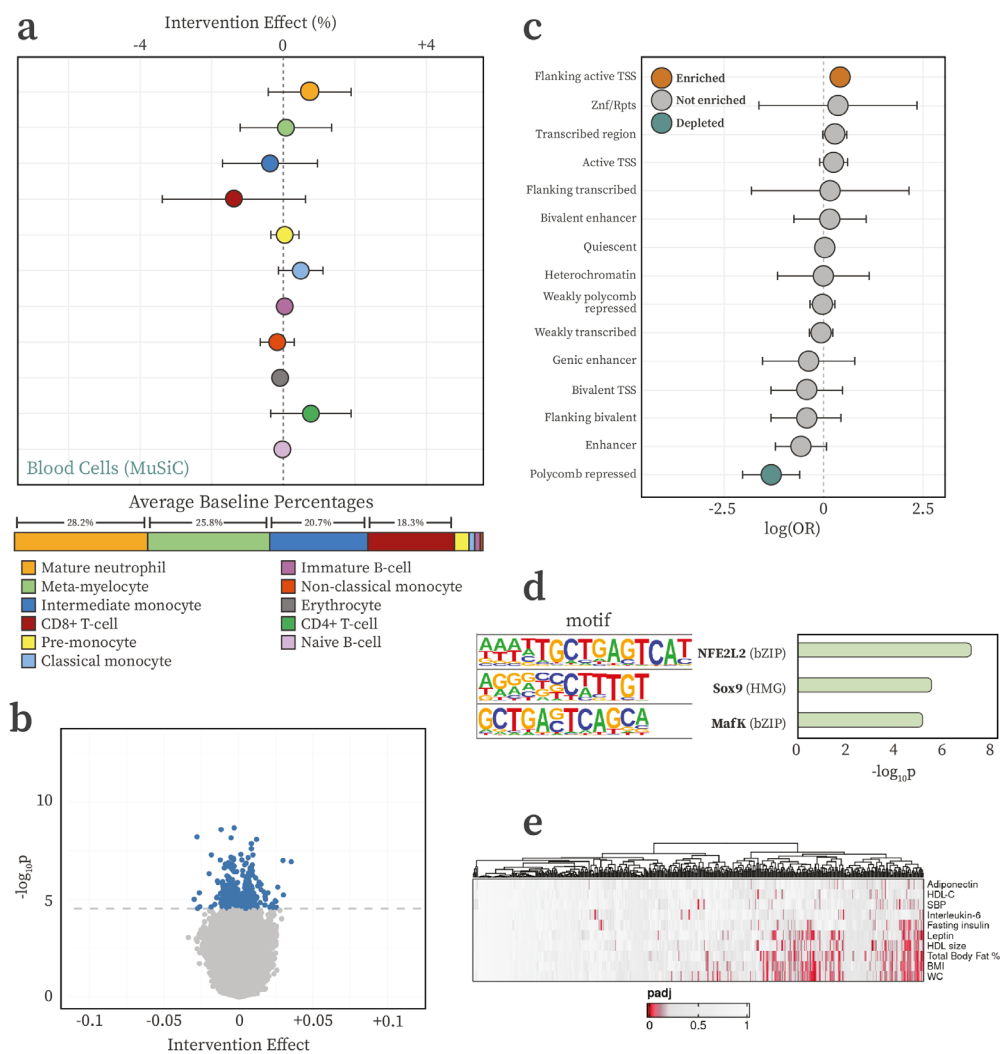 a
Intervention Effect (%)
-4 0 +4
Blood Cells (MuSiC)
Average Baseline Percentages
28.2% 25.8% 20.7% 18.3%
Mature neutrophil
Meta-myelocyte
Intermediate monocyte
CD8+ T-cell
Pre-monocyte
Classical monocyte
Immature B-cell
Non-classical monocyte
Erythrocyte
CD4+ T-cell
Naive B-cell
b
-log10p
10
5
0
-0.1 -0.05 0 +0.05 +0.1
Intervention Effect
c
Enriched
Not enriched
Depleted
Flanking active TSS
Znf/Rpts
Transcribed region
Active TSS
Flanking transcribed
Bivalent enhancer
Quiescent
Heterochromatin
Weakly polycomb
repressed
Weakly transcribed
Genic enhancer
Bivalent TSS
Flanking bivalent
Enhancer
Polycomb repressed
-2.5 0 2.5
log(OR)
d
motif
TGCTGAGTCAT
NFE2L2 (bZIP)
Sox9 (HMG)
GCTGAGTCAGCA
MafK (bZIP)
0 2 4 6 8
-log10p
e
Adiponectin
HDL-C
SBP
Interleukin-6
Fasting insulin
Leptin
HDL size
Total Body Fat %
BMI
WC
padj
0 0.5 1